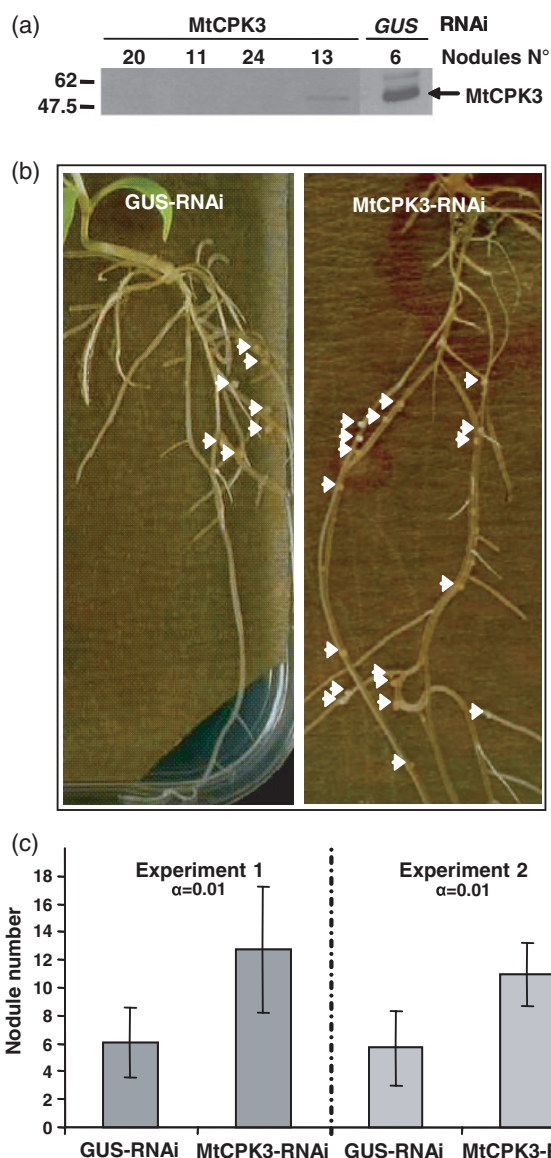 (a)
MtCPK3 GUS RNAi
20 11 24 13 6 Nodules N°
62
47.5
MtCPK3
(b)
GUS-RNAi
MtCPK3-RNAi
(c)
Experiment 1
α=0.01
Experiment 2
α=0.01
Nodule number
18
16
14
12
10
8
6
4
2
0
GUS-RNAi MtCPK3-RNAi GUS-RNAi MtCPK3-R